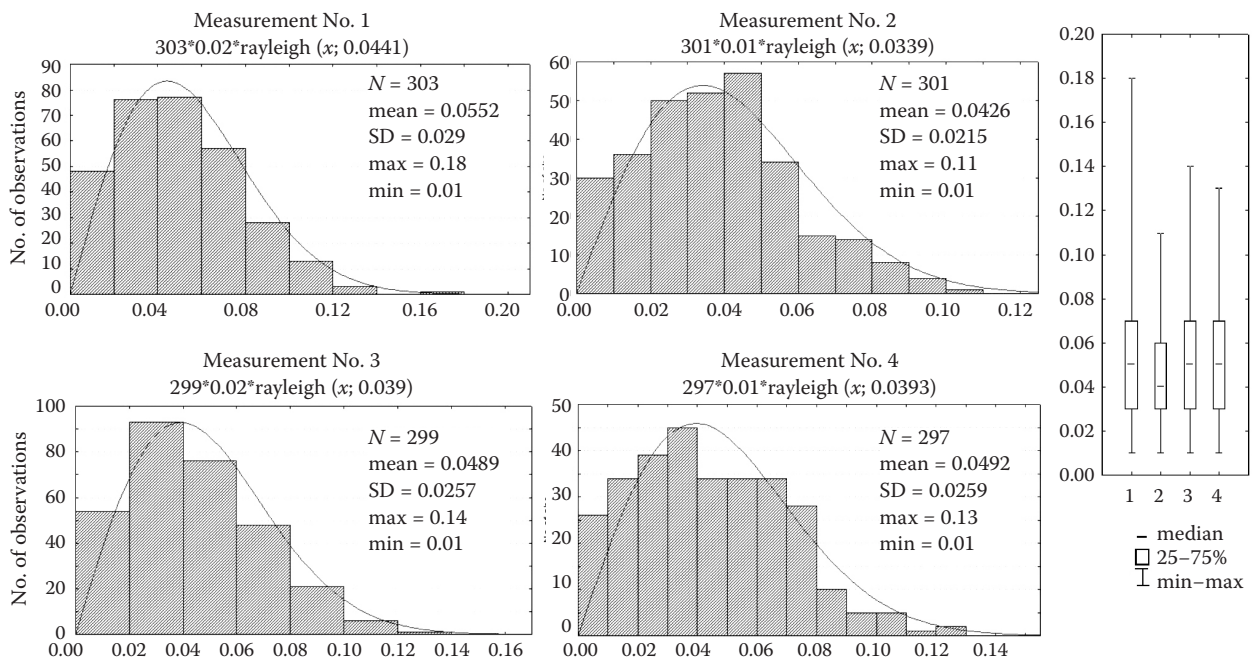 Measurement No. 1
303*0.02*rayleigh (x; 0.0441)
No. of observations
90
80
70
60
50
40
30
20
10
0
N = 303
mean = 0.0552
SD = 0.029
max = 0.18
min = 0.01
0.00 0.04 0.08 0.12 0.16 0.20
Measurement No. 2
301*0.01*rayleigh (x; 0.0339)
60
50
40
30
20
10
0
N = 301
mean = 0.0426
SD = 0.0215
max = 0.11
min = 0.01
0.00 0.02 0.04 0.06 0.08 0.10 0.12
Measurement No. 3
299*0.02*rayleigh (x; 0.039)
No. of observations
100
80
60
40
20
0
N = 299
mean = 0.0489
SD = 0.0257
max = 0.14
min = 0.01
0.00 0.02 0.04 0.06 0.08 0.10 0.12 0.14 0.16
Measurement No. 4
297*0.01*rayleigh (x; 0.0393)
50
40
30
20
10
0
N = 297
mean = 0.0492
SD = 0.0259
max = 0.13
min = 0.01
0.00 0.02 0.04 0.06 0.08 0.10 0.12 0.14
0.20
0.18
0.16
0.14
0.12
0.10
0.08
0.06
0.04
0.02
0.00
1 2 3 4
median
25–75%
min–max